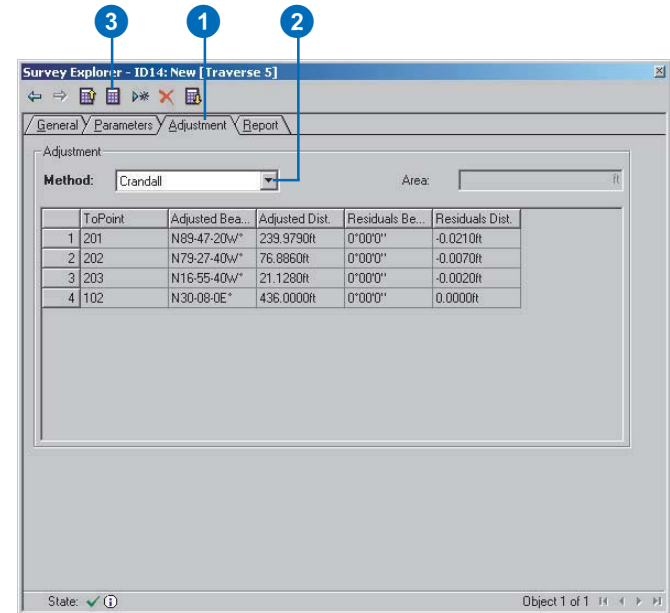 3 1 2
Survey Explorer - ID14: New [Traverse 5]
General Parameters Adjustment Report
Adjustment
Method: Crandall Area: ft
ToPoint Adjusted Bea... Adjusted Dist. Residuals Be... Residuals Dist.
1 201 N89-47-20W* 239.9790ft 0°00'0'' -0.0210ft
2 202 N79-27-40W* 76.8860ft 0°00'0'' -0.0070ft
3 203 N16-55-40W* 21.1280ft 0°00'0'' -0.0020ft
4 102 N30-08-0E* 436.0000ft 0°00'0'' 0.0000ft
State: Object 1 of 1